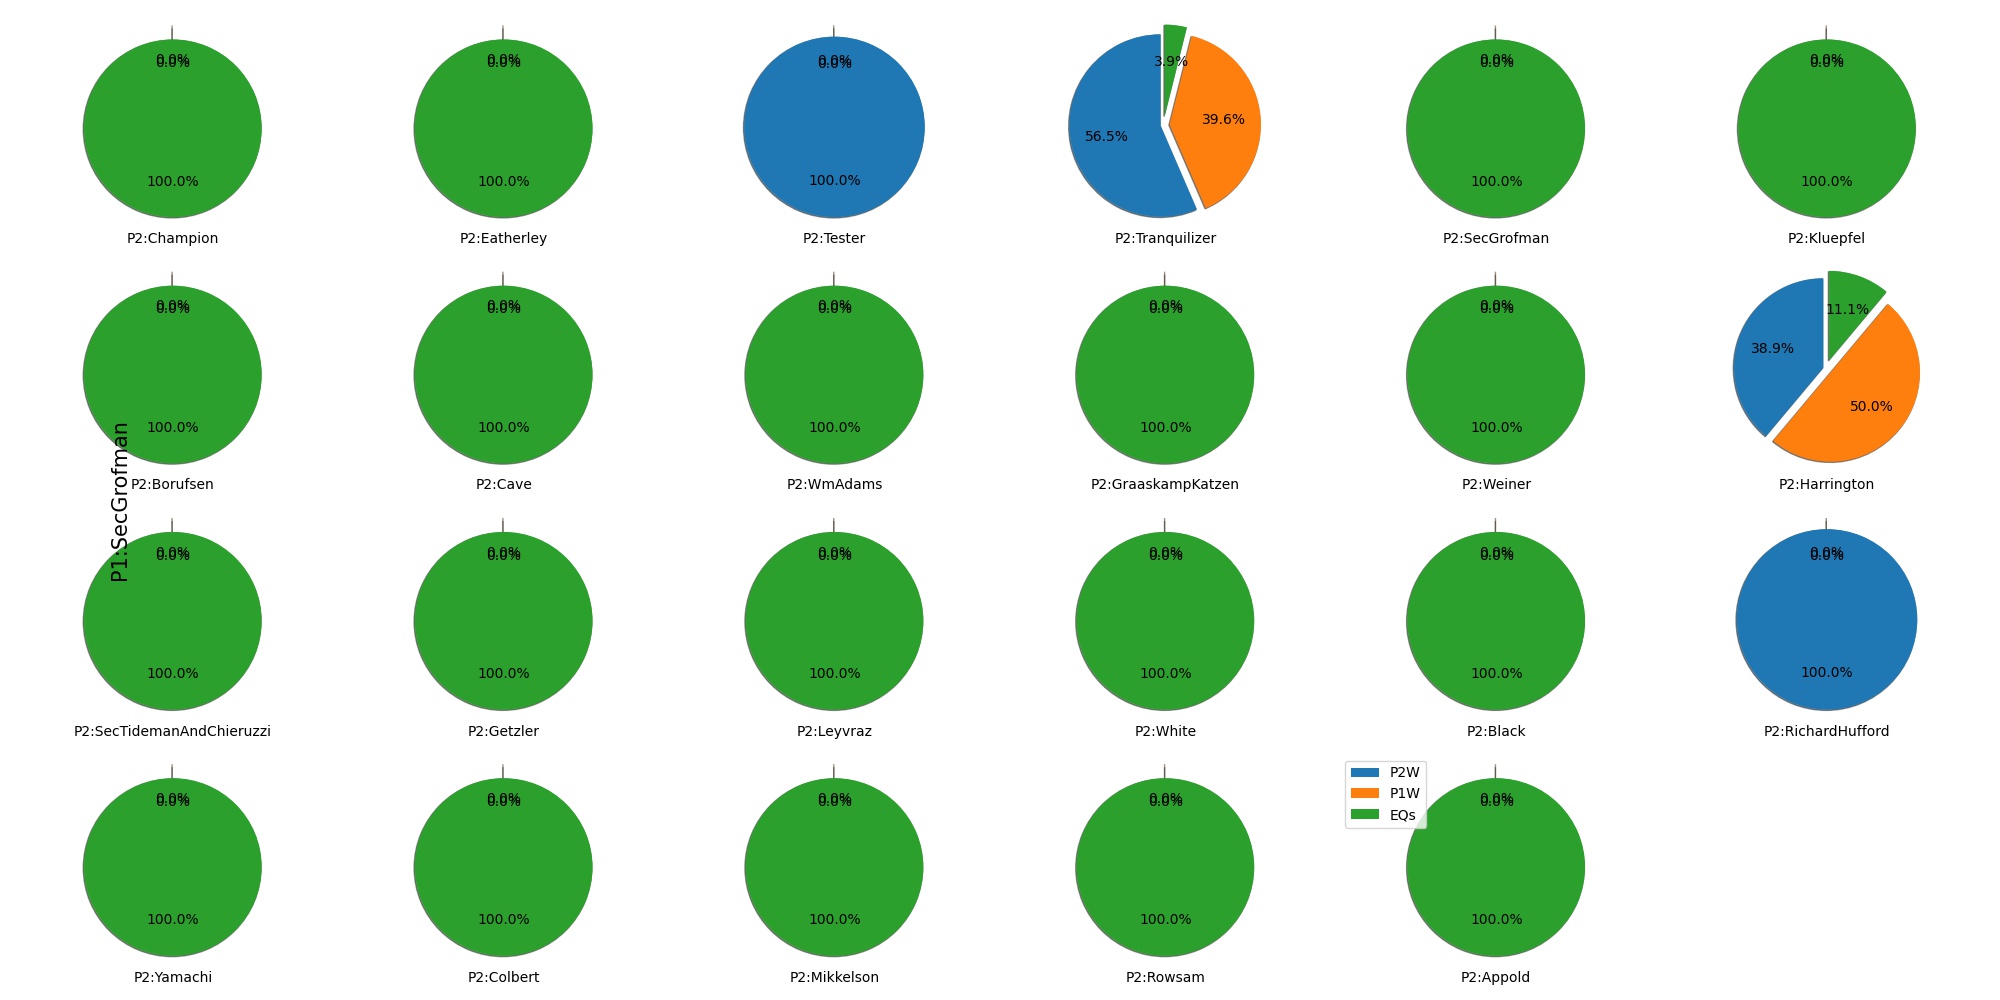 0.0%
0.0%
100.0%
P2:Champion
0.0%
0.0%
100.0%
P2:Eatherley
0.0%
0.0%
100.0%
P2:Tester
3.9%
39.6%
56.5%
P2:Tranquilizer
0.0%
0.0%
100.0%
P2:SecGrofman
0.0%
0.0%
100.0%
P2:Kluepfel
P1:SecGrofman
0.0%
0.0%
100.0%
P2:Borufsen
0.0%
0.0%
100.0%
P2:Cave
0.0%
0.0%
100.0%
P2:WmAdams
0.0%
0.0%
100.0%
P2:GraaskampKatzen
0.0%
0.0%
100.0%
P2:Weiner
11.1%
38.9%
50.0%
P2:Harrington
0.0%
0.0%
100.0%
P2:SecTidemanAndChieruzzi
0.0%
0.0%
100.0%
P2:Getzler
0.0%
0.0%
100.0%
P2:Leyvraz
0.0%
0.0%
100.0%
P2:White
0.0%
0.0%
100.0%
P2:Black
0.0%
0.0%
100.0%
P2:RichardHufford
0.0%
0.0%
100.0%
P2:Yamachi
0.0%
0.0%
100.0%
P2:Colbert
0.0%
0.0%
100.0%
P2:Mikkelson
0.0%
0.0%
100.0%
P2:Rowsam
P2W
P1W
EQs
0.0%
0.0%
100.0%
P2:Appold